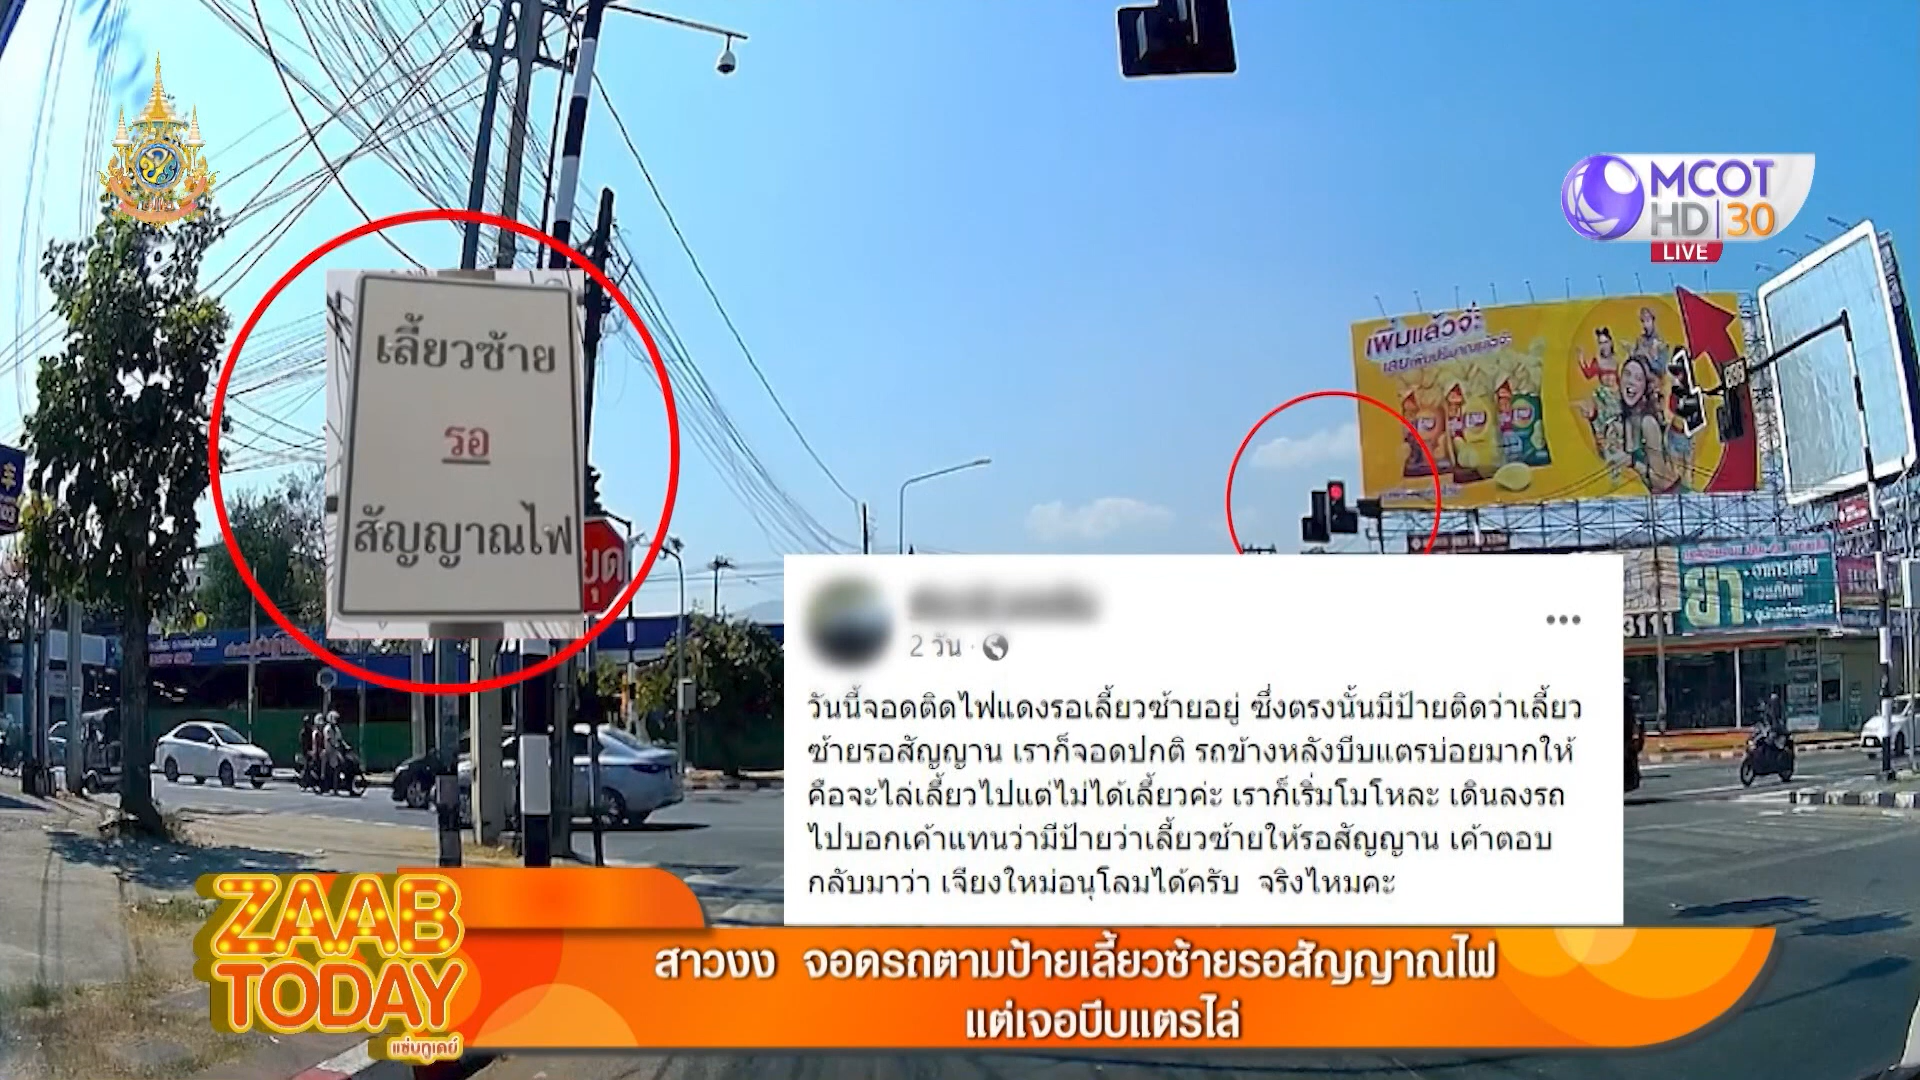 MCOT
HD 30
LIVE
เลี้ยวซ้าย
รอ
สัญญาณไฟ
เพิ่มแล้วจ้ะ
ยา
3111
2 วัน
วันนี้จอดติดไฟแดงรอเลี้ยวซ้ายอยู่ ซึ่งตรงนั้นมีป้ายติดว่าเลี้ยว
ซ้ายรอสัญญาน เราก็จอดปกติ รถข้างหลังบีบแตรบ่อยมากให้
คือจะไล่เลี้ยวไปแต่ไม่ได้เลี้ยวค่ะ เราก็เริ่มโมโหละ เดินลงรถ
ไปบอกเค้าแทนว่ามีป้ายว่าเลี้ยวซ้ายให้รอสัญญาน เค้าตอบ
กลับมาว่า เจียงใหม่อนุโลมได้ครับ จริงไหมคะ
ZAAB
TODAY
แซ่บทูเดย์
สาวงง จอดรถตามป้ายเลี้ยวซ้ายรอสัญญาณไฟ
แต่เจอบีบแตรไล่